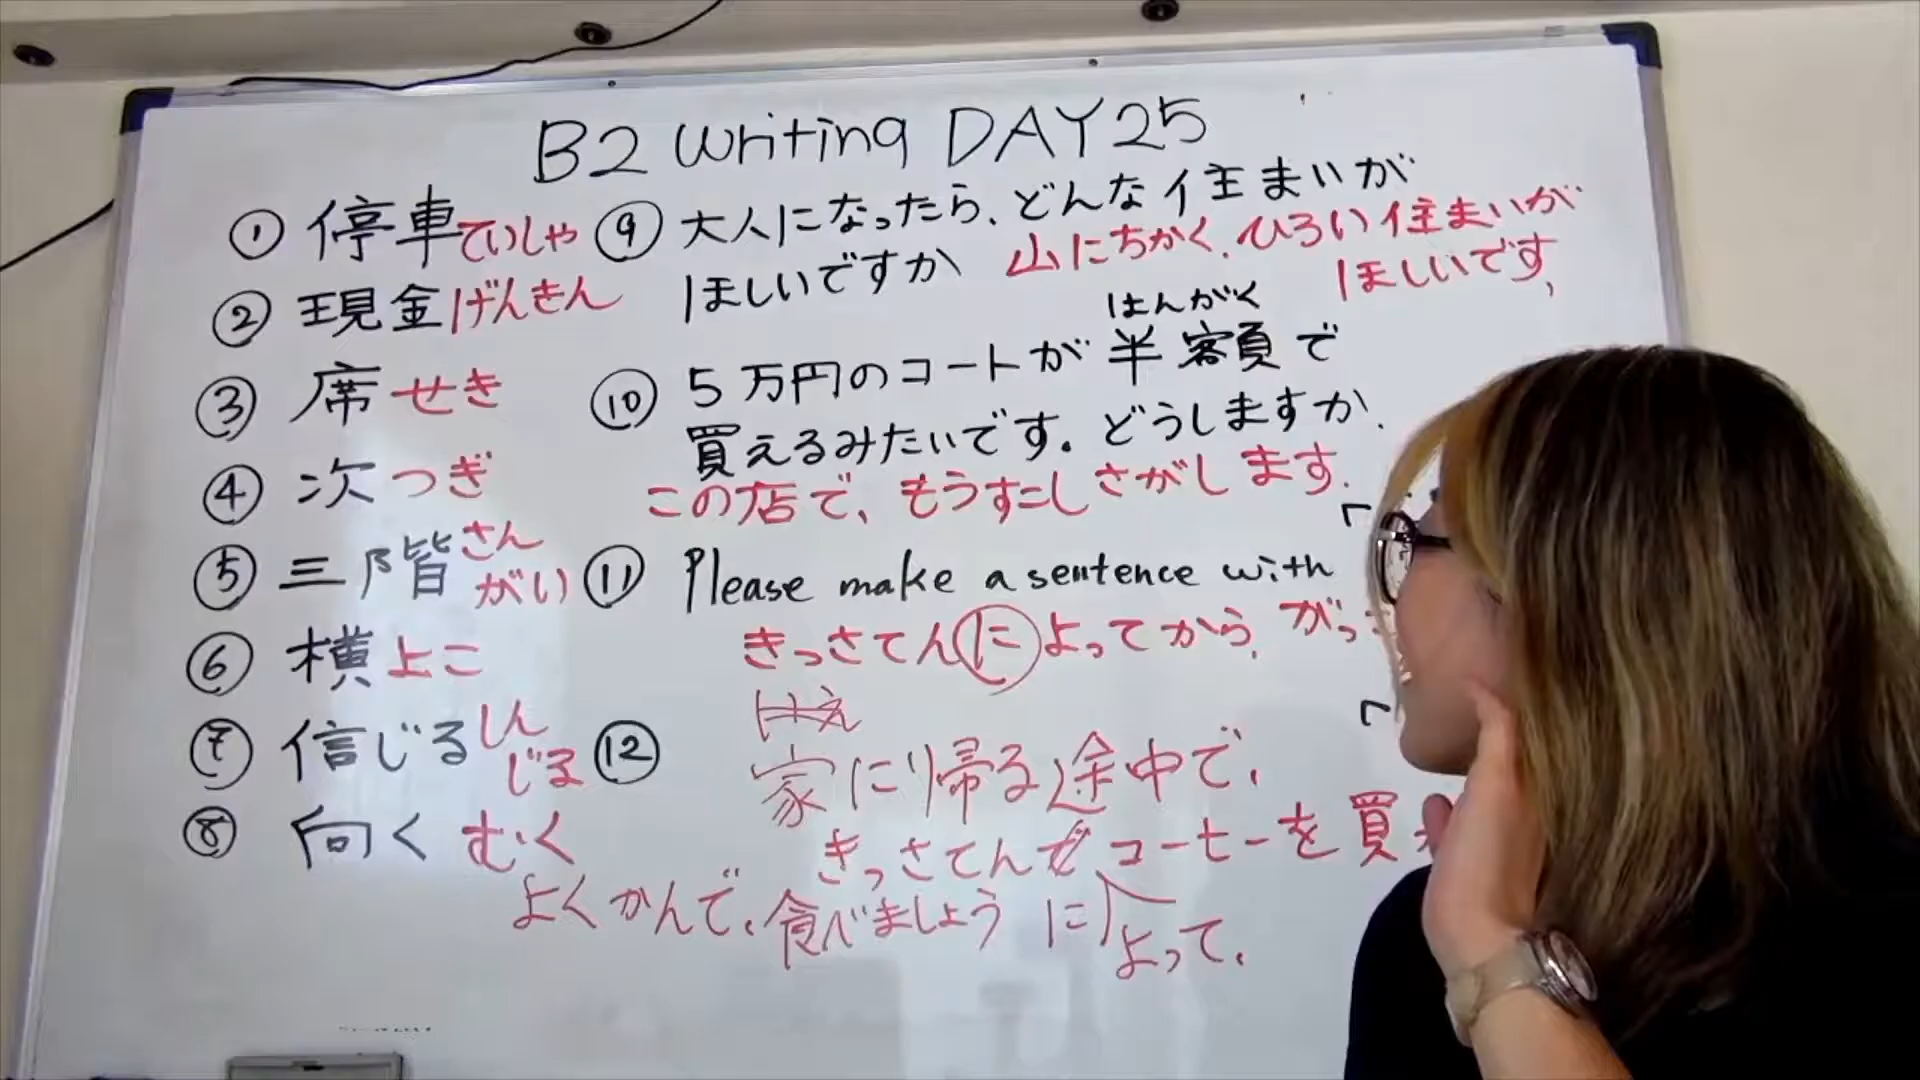 B2 Writing DAY25
① 停車 ていしゃ
② 現金 げんきん
③ 席 せき
④ 次 つぎ
⑤ 三階 さん
がい
⑥ 横 よこ
⑦ 信じる しん
じる
⑧ 向く むく
⑨ 大人になったら、どんな住まいが
ほしいですか
山にちかく、ひろい住まいが
ほしいです、
はんがく
⑩ 5万円のコートが半額で
買えるみたいです。どうしますか、
この店で、もうすこしさがします.
⑪ Please make a sentence with
きっさてんによってから、がっ
⑫
家に帰る途中で、
きっさてんで コーヒーを買
よくかんで、食べましょう に
よって、